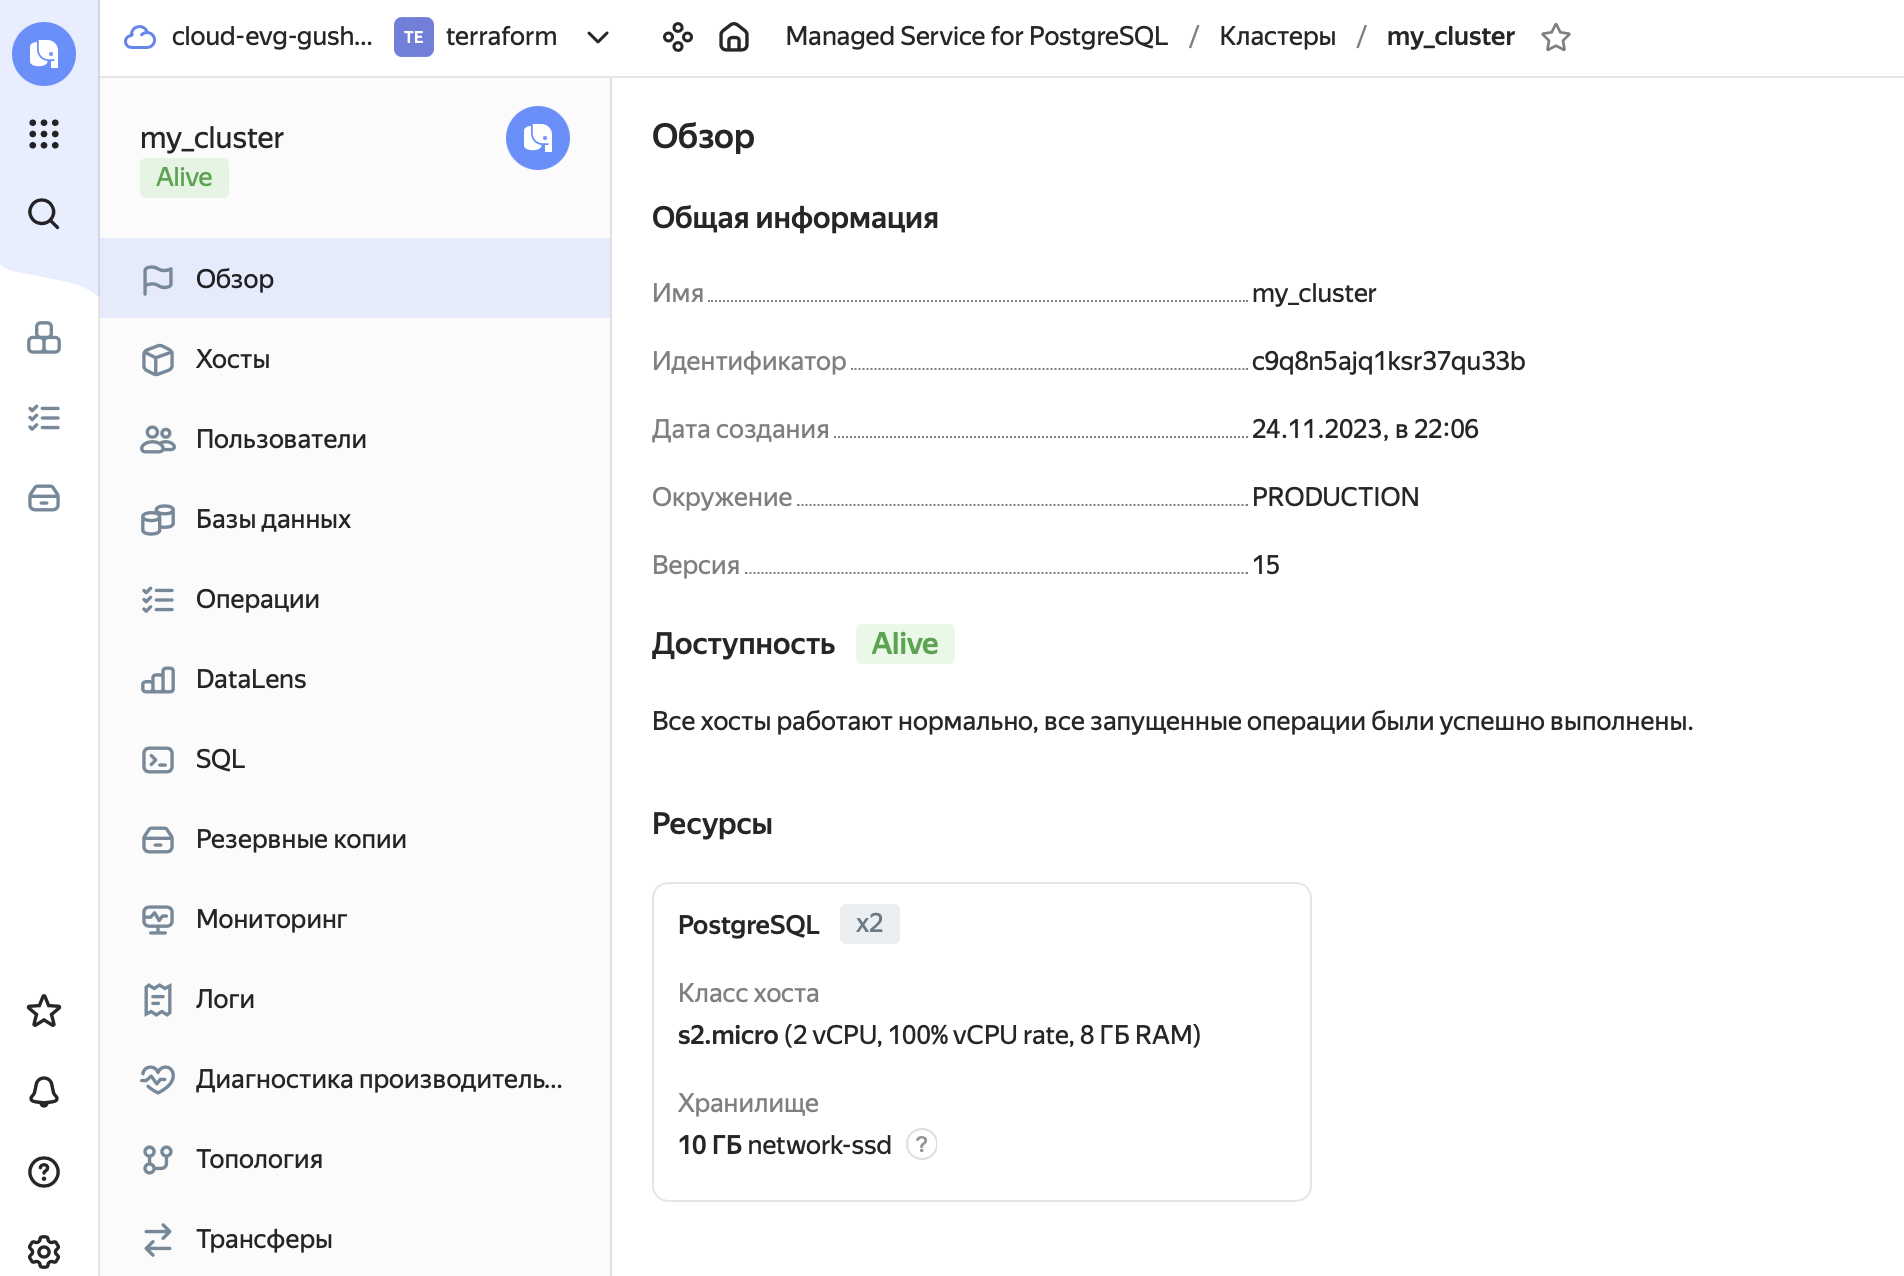 cloud-evg-gush... TE terraform Managed Service for PostgreSQL / Кластеры / my_cluster
my_cluster
Alive
Обзор
Хосты
Пользователи
Базы данных
Операции
DataLens
SQL
Резервные копии
Мониторинг
Логи
Диагностика производитель...
Топология
Трансферы
Обзор
Общая информация
Имя my_cluster
Идентификатор c9q8n5ajq1ksr37qu33b
Дата создания 24.11.2023, в 22:06
Окружение PRODUCTION
Версия 15
Доступность Alive
Все хосты работают нормально, все запущенные операции были успешно выполнены.
Ресурсы
PostgreSQL x2
Класс хоста
s2.micro (2 vCPU, 100% vCPU rate, 8 ГБ RAM)
Хранилище
10 ГБ network-ssd ?